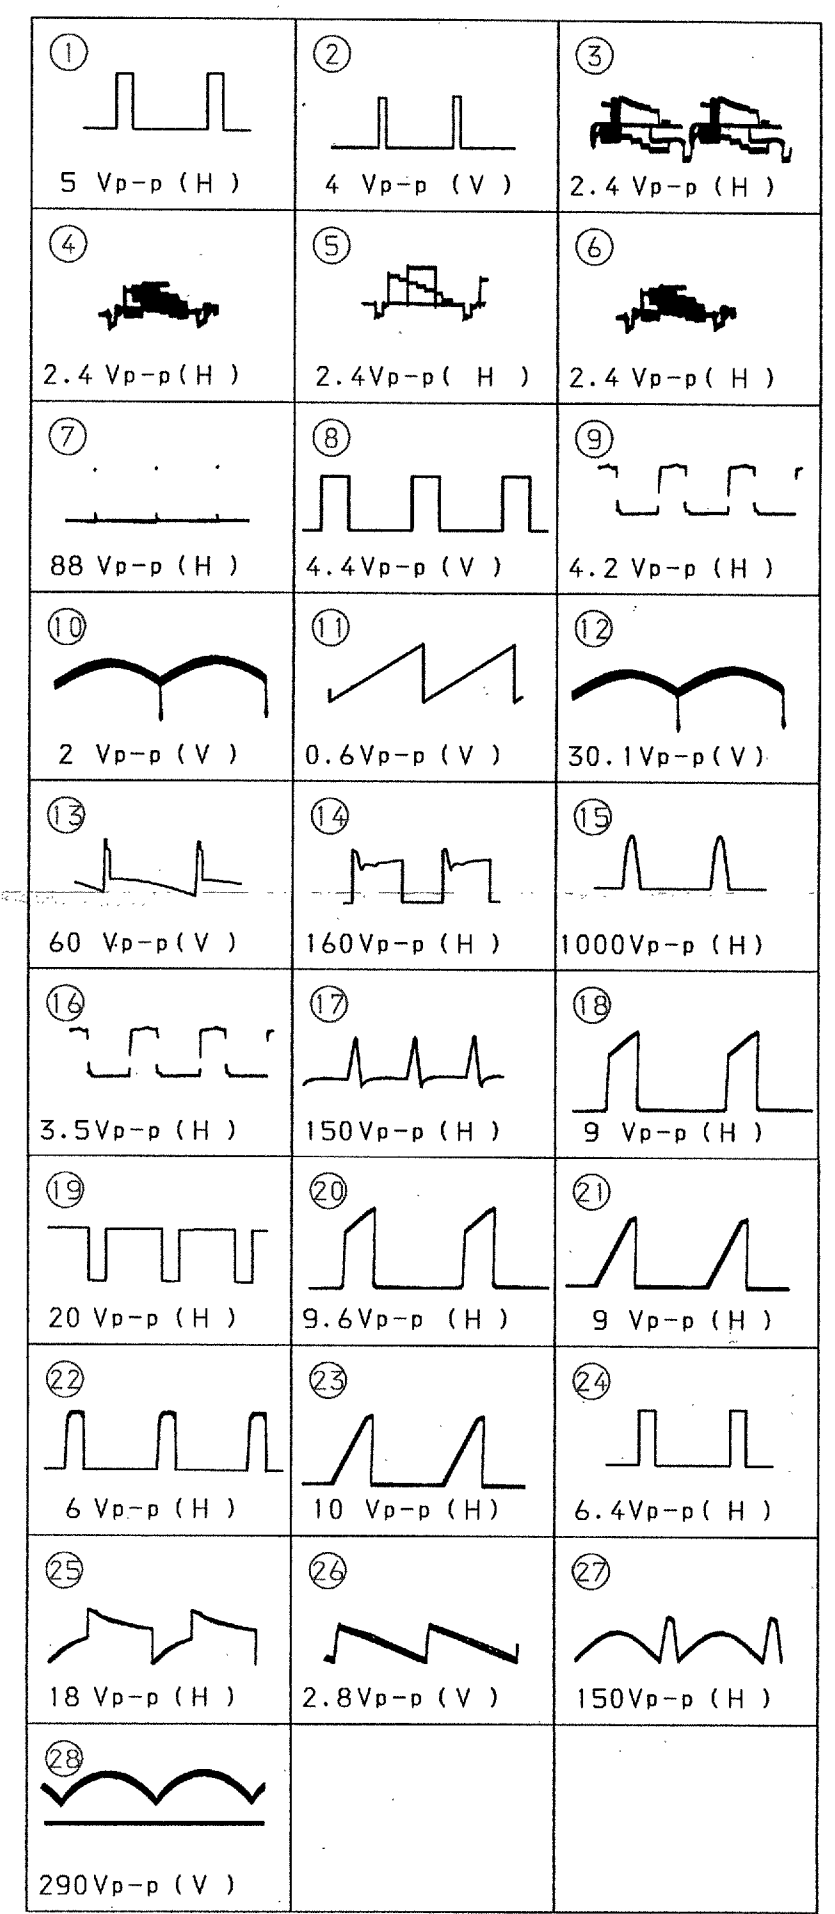 ①
5 Vp-p (H)
②
4 Vp-p (V)
③
2.4 Vp-p (H)
④
2.4 Vp-p (H)
⑤
2.4Vp-p ( H )
⑥
2.4 Vp-p ( H )
⑦
88 Vp-p (H )
⑧
4.4Vp-p ( V )
⑨
4.2 Vp-p (H )
⑩
2 Vp-p (V )
⑪
0.6Vp-p ( V )
⑫
30.1Vp-p(V)
⑬
60 Vp-p(V )
⑭
160Vp-p (H )
⑮
1000Vp-p (H)
⑯
3.5Vp-p (H )
⑰
150Vp-p (H )
⑱
9 Vp-p (H )
⑲
20 Vp-p (H )
⑳
9.6Vp-p (H )
㉑
9 Vp-p (H )
㉒
6 Vp-p (H )
㉓
10 Vp-p (H)
㉔
6.4Vp-p ( H )
㉕
18 Vp-p (H )
㉖
2.8Vp-p ( V )
㉗
150Vp-p (H )
㉘
290Vp-p ( V )